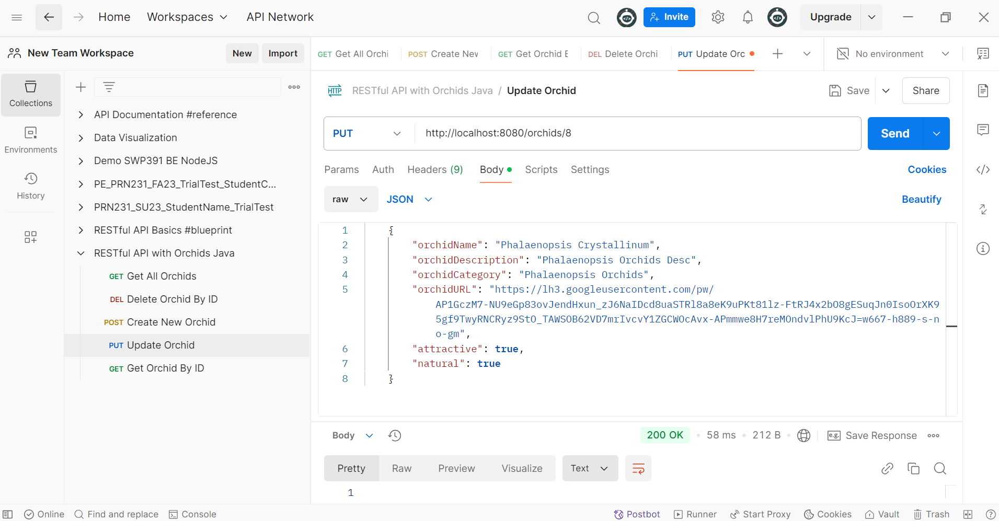 Home
Workspaces
API Network
Invite
Upgrade
New Team Workspace
New
Import
GET Get All Orchi
POST Create Nev
GET Get Orchid E
DEL Delete Orchi
PUT Update Orc
No environment
Collections
Environments
History
API Documentation #reference
Data Visualization
Demo SWP391 BE NodeJS
PE_PRN231_FA23_TrialTest_StudentC...
PRN231_SU23_StudentName_TrialTest
RESTful API Basics #blueprint
RESTful API with Orchids Java
GET Get All Orchids
DEL Delete Orchid By ID
POST Create New Orchid
PUT Update Orchid
GET Get Orchid By ID
HTTP
RESTful API with Orchids Java / Update Orchid
Save
Share
PUT
http://localhost:8080/orchids/8
Send
Params
Auth
Headers (9)
Body
Scripts
Settings
Cookies
raw
JSON
Beautify
1 {
2 "orchidName": "Phalaenopsis Crystallinum",
3 "orchidDescription": "Phalaenopsis Orchids Desc",
4 "orchidCategory": "Phalaenopsis Orchids",
5 "orchidURL": "https://lh3.googleusercontent.com/pw/
AP1GczM7-NU9eGp83ovJendHxun_zJ6NaIDcd8uaSTRl8a8eK9uPKt81lz-FtRJ4x2bO8gESuqJn0IsoOrXK9
5gf9TwyRNCRyz9StO_TAWSOB62VD7mrIvcvY1ZGCWOcAvx-APmmwe8H7reMOndvlPhU9KcJ=w667-h889-s-n
o-gm",
6 "attractive": true,
7 "natural": true
8 }
Body
200 OK
58 ms
212 B
e.g. Save Response
Pretty
Raw
Preview
Visualize
Text
1
Online
Find and replace
Console
Postbot
Runner
Start Proxy
Cookies
Vault
Trash